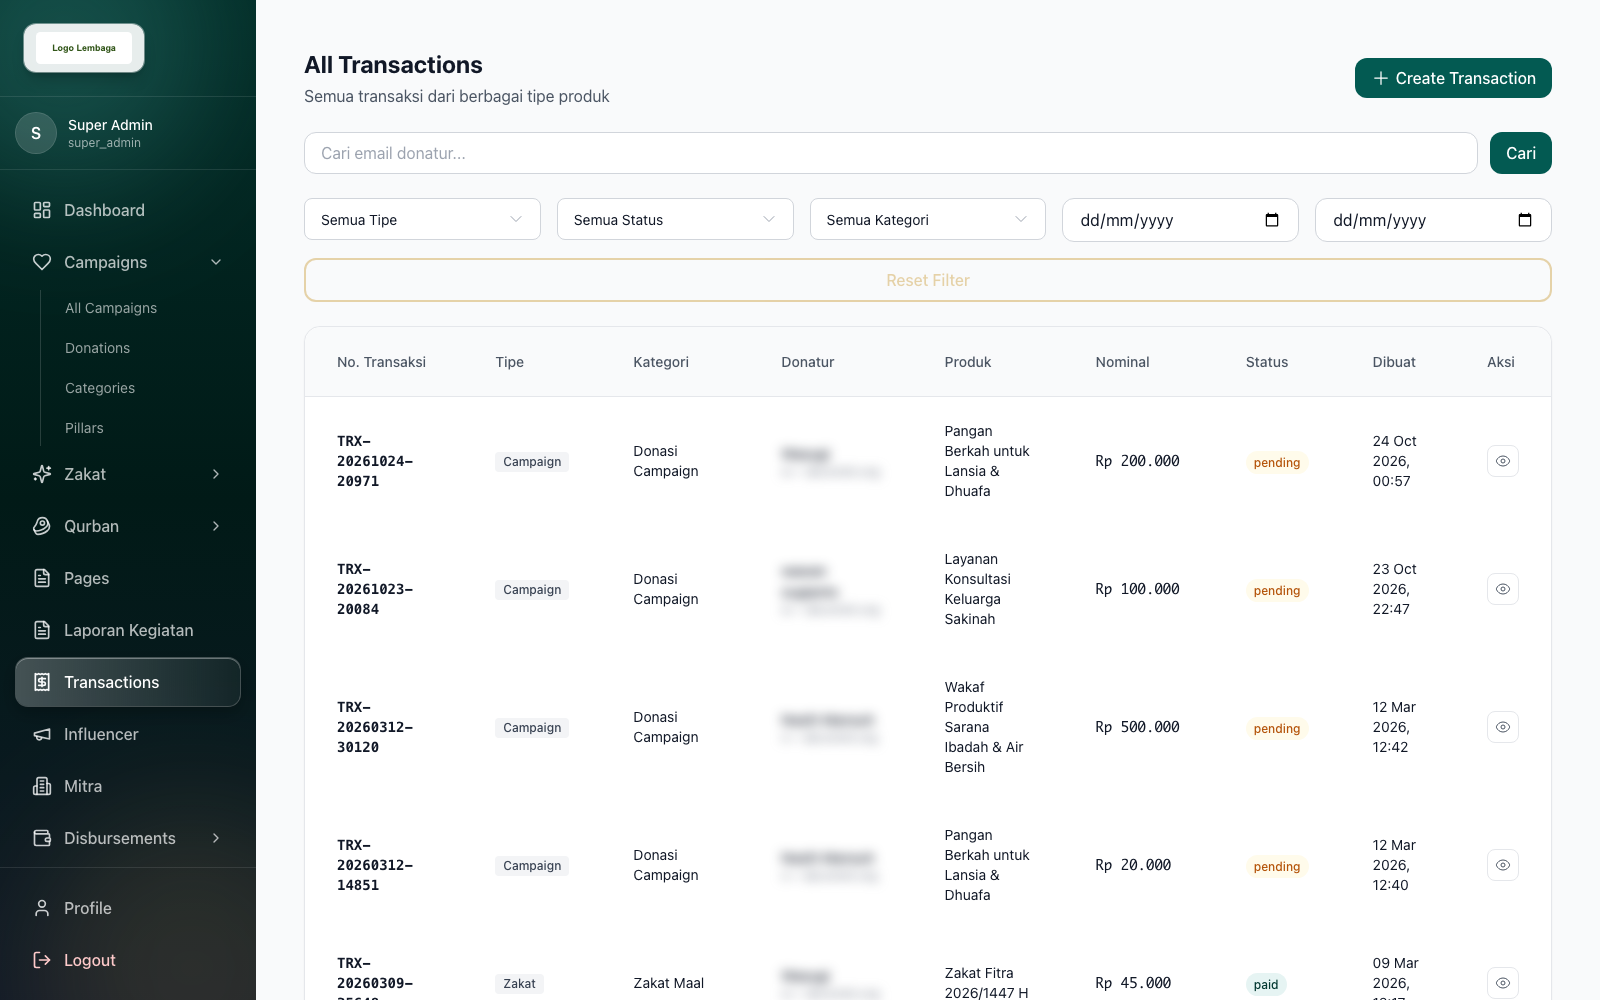 Logo Lembaga
S
Super Admin
super_admin
Dashboard
Campaigns
All Campaigns
Donations
Categories
Pillars
Zakat
Qurban
Pages
Laporan Kegiatan
Transactions
Influencer
Mitra
Disbursements
Profile
Logout
All Transactions
Semua transaksi dari berbagai tipe produk
Create Transaction
Cari email donatur...
Cari
Semua Tipe
Semua Status
Semua Kategori
dd/mm/yyyy
dd/mm/yyyy
Reset Filter
No. Transaksi
Tipe
Kategori
Donatur
Produk
Nominal
Status
Dibuat
Aksi
TRX-
20261024-
20971
Campaign
Donasi
Campaign
Pangan
Berkah untuk
Lansia &
Dhuafa
Rp 200.000
pending
24 Oct
2026,
00:57
TRX-
20261023-
20084
Campaign
Donasi
Campaign
Layanan
Konsultasi
Keluarga
Sakinah
Rp 100.000
pending
23 Oct
2026,
22:47
TRX-
20260312-
30120
Campaign
Donasi
Campaign
Wakaf
Produktif
Sarana
Ibadah & Air
Bersih
Rp 500.000
pending
12 Mar
2026,
12:42
TRX-
20260312-
14851
Campaign
Donasi
Campaign
Pangan
Berkah untuk
Lansia &
Dhuafa
Rp 20.000
pending
12 Mar
2026,
12:40
TRX-
20260309-
Zakat
Zakat Maal
Zakat Fitra
2026/1447 H
Rp 45.000
paid
09 Mar
2026,